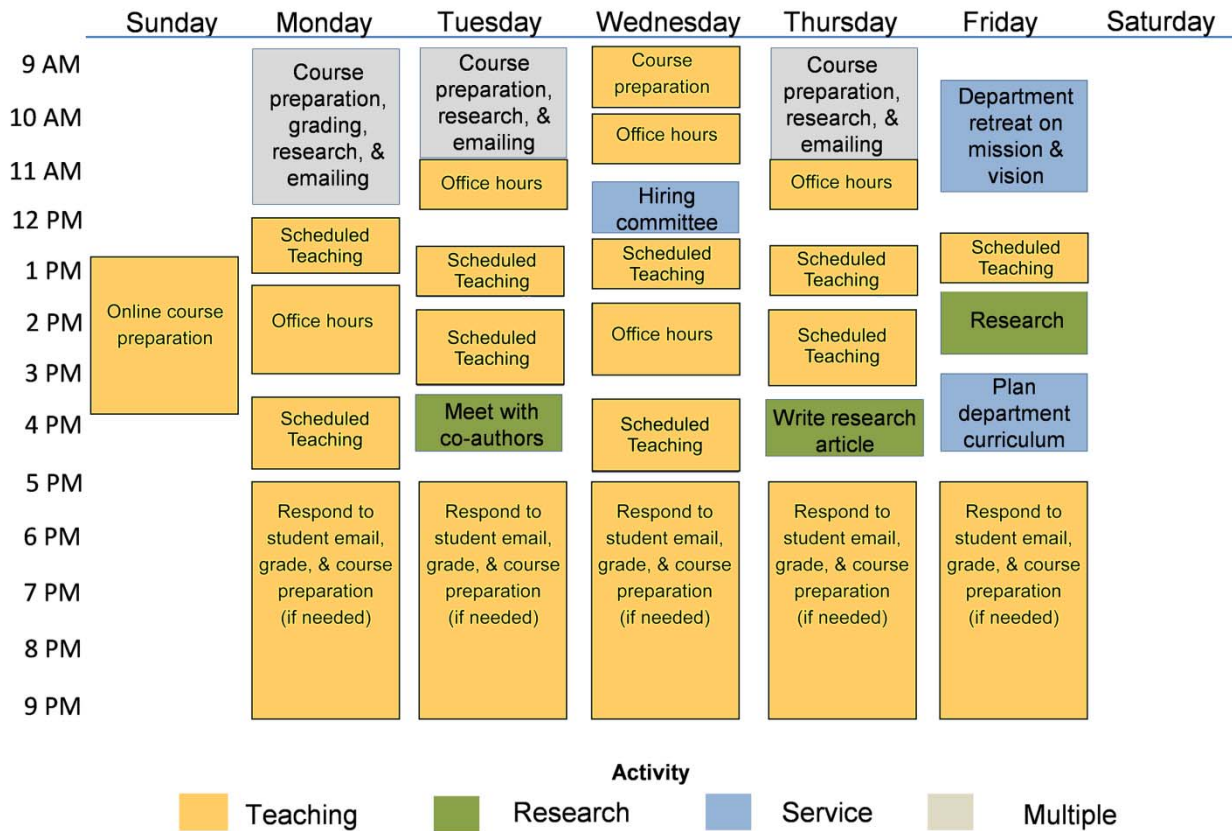 Sunday
Monday
Tuesday
Wednesday
Thursday
Friday
Saturday
9 AM
10 AM
11 AM
12 PM
1 PM
2 PM
3 PM
4 PM
5 PM
6 PM
7 PM
8 PM
9 PM
Online course
preparation
Course
preparation,
grading,
research, &
emailing
Scheduled
Teaching
Office hours
Scheduled
Teaching
Respond to
student email,
grade, & course
preparation
(if needed)
Course
preparation,
research, &
emailing
Office hours
Scheduled
Teaching
Scheduled
Teaching
Meet with
co-authors
Respond to
student email,
grade, & course
preparation
(if needed)
Course
preparation
Office hours
Hiring
committee
Scheduled
Teaching
Office hours
Scheduled
Teaching
Respond to
student email,
grade, & course
preparation
(if needed)
Course
preparation,
research, &
emailing
Office hours
Scheduled
Teaching
Scheduled
Teaching
Write research
article
Respond to
student email,
grade, & course
preparation
(if needed)
Department
retreat on
mission &
vision
Scheduled
Teaching
Research
Plan
department
curriculum
Respond to
student email,
grade, & course
preparation
(if needed)
Activity
Teaching
Research
Service
Multiple